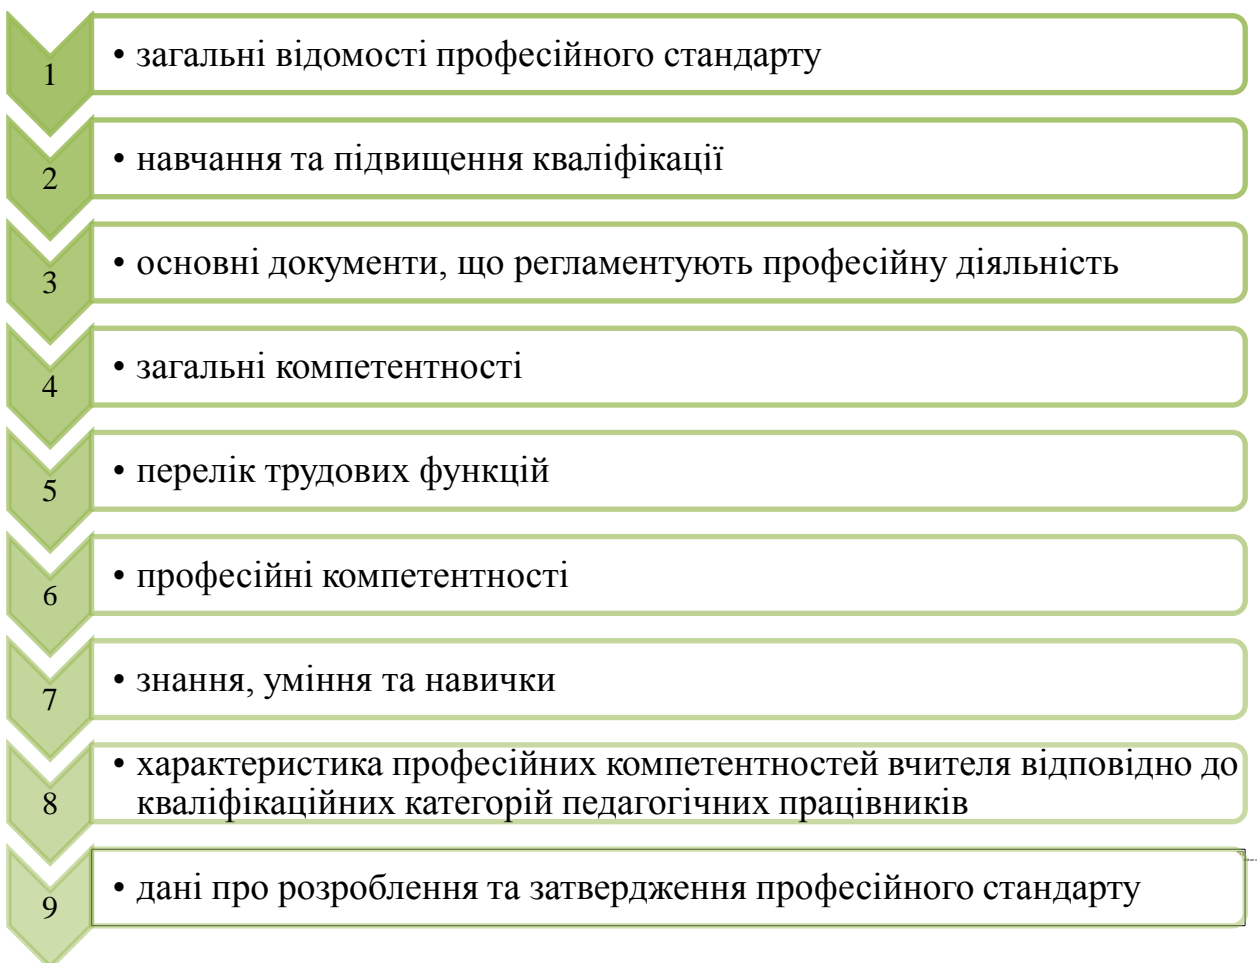 1
• загальні відомості професійного стандарту
2
• навчання та підвищення кваліфікації
3
• основні документи, що регламентують професійну діяльність
4
• загальні компетентності
5
• перелік трудових функцій
6
• професійні компетентності
7
• знання, уміння та навички
8
• характеристика професійних компетентностей вчителя відповідно до
кваліфікаційних категорій педагогічних працівників
9
• дані про розроблення та затвердження професійного стандарту